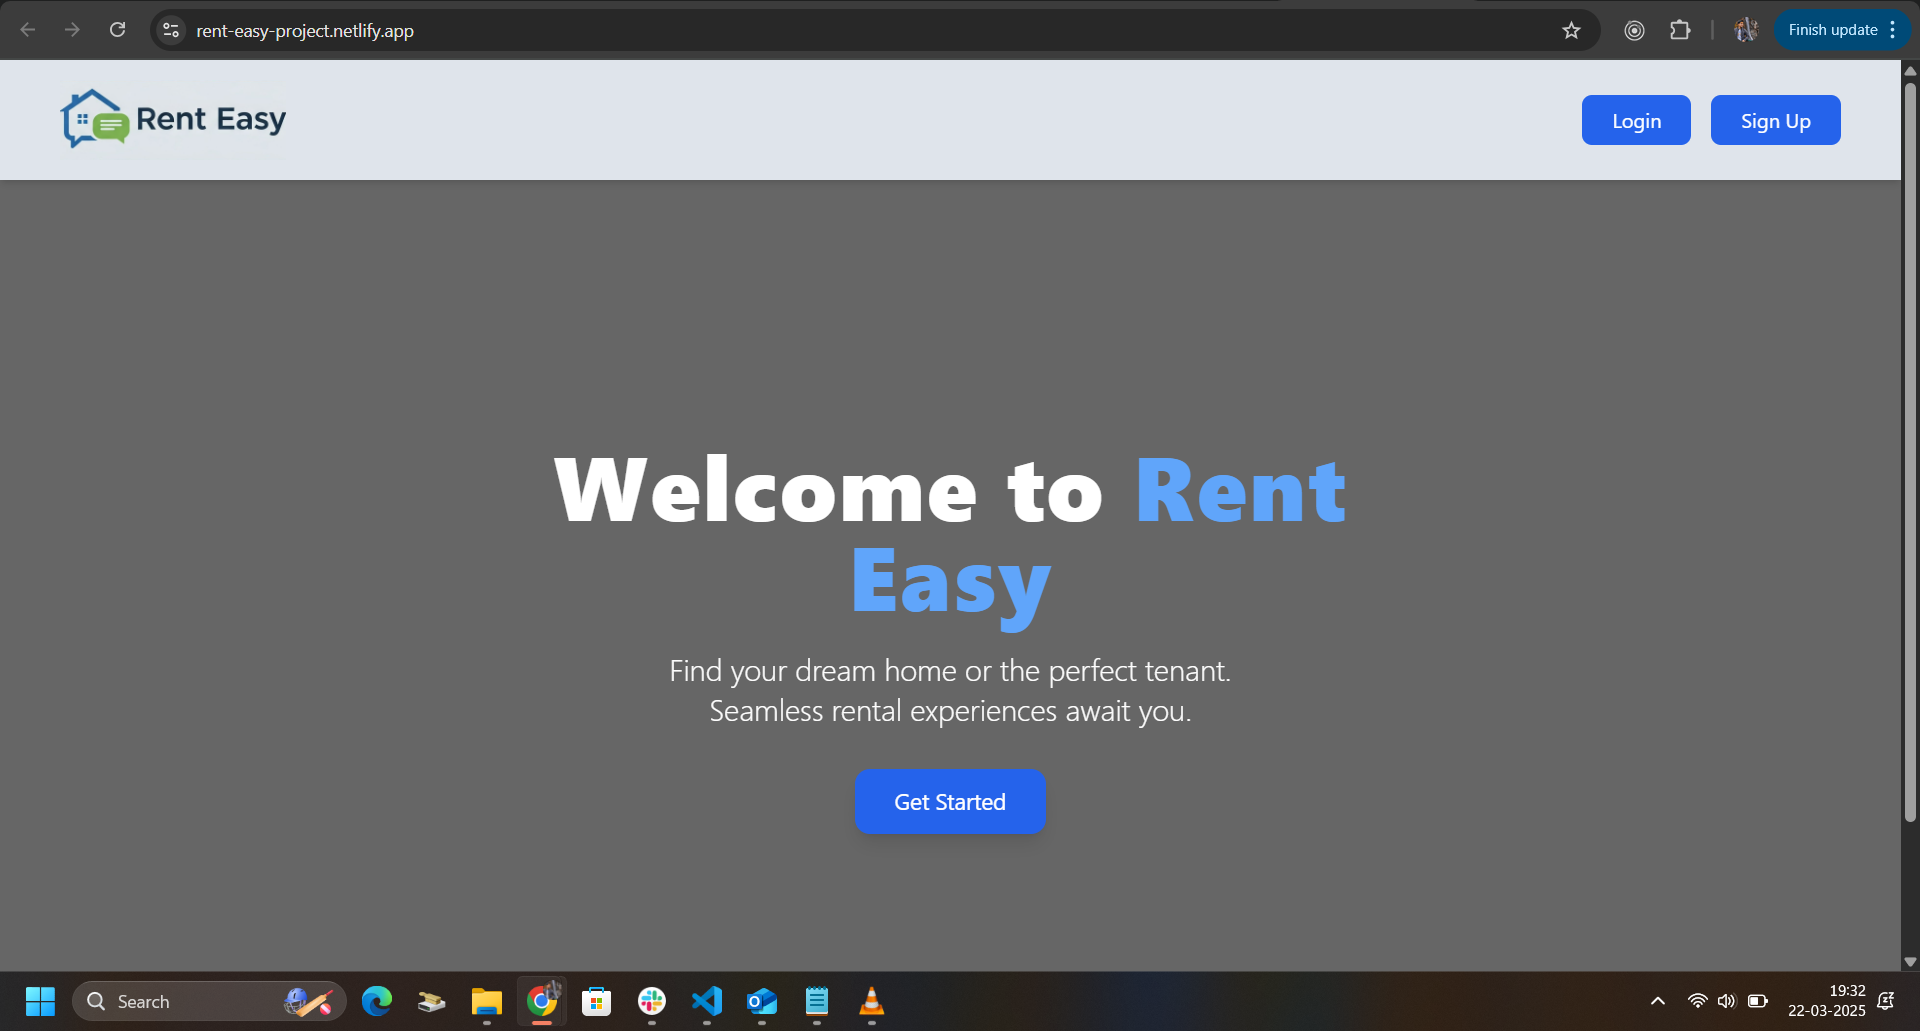 rent-easy-project.netlify.app
Finish update
Rent Easy
Login
Sign Up
Welcome to Rent
Easy
Find your dream home or the perfect tenant.
Seamless rental experiences await you.
Get Started
Search
19:32
22-03-2025